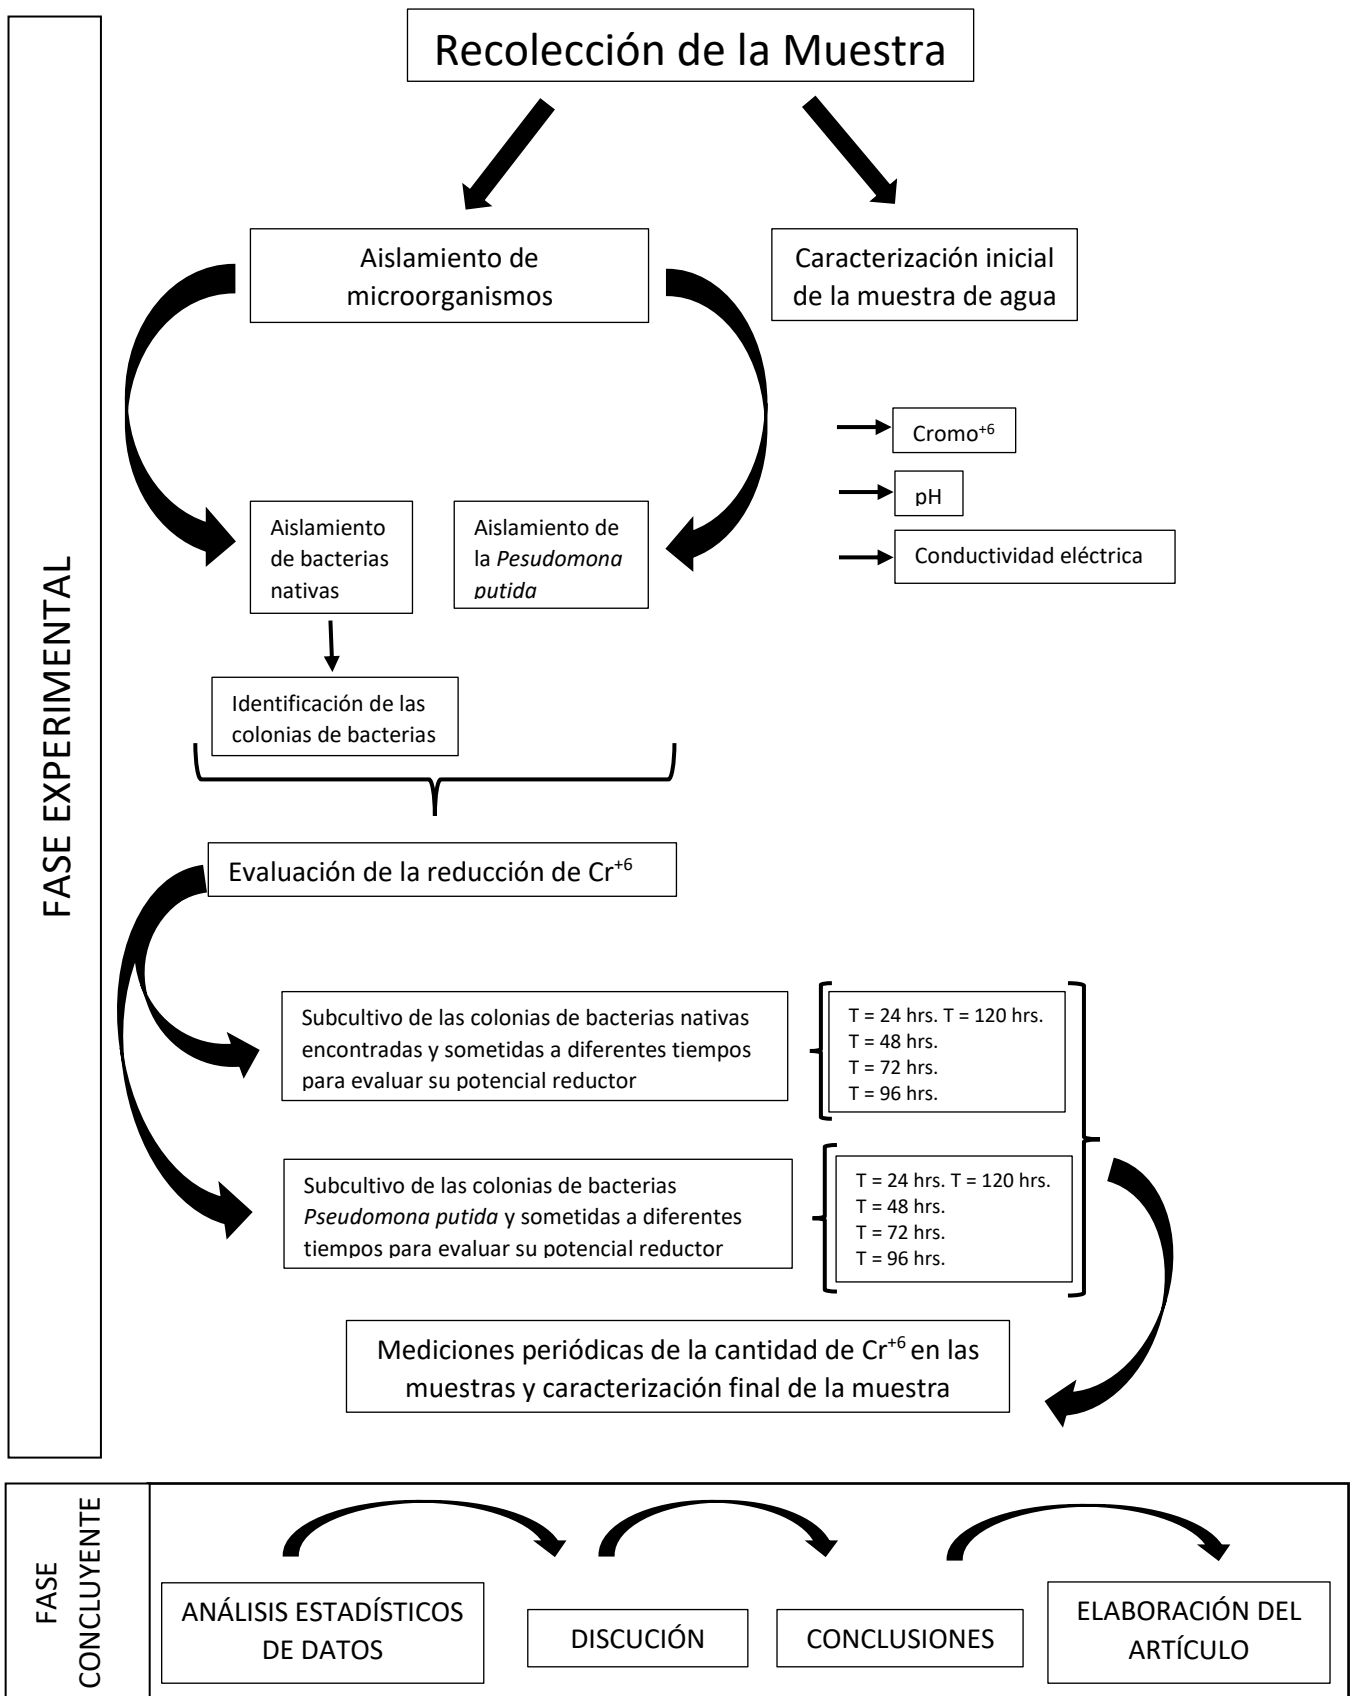 FASE EXPERIMENTAL
Recolección de la Muestra
Aislamiento de
microorganismos
Caracterización inicial
de la muestra de agua
Cromo⁺⁶
pH
Conductividad eléctrica
Aislamiento
de bacterias
nativas
Aislamiento de
la Pesudomona
putida
Identificación de las
colonias de bacterias
Evaluación de la reducción de Cr⁺⁶
Subcultivo de las colonias de bacterias nativas
encontradas y sometidas a diferentes tiempos
para evaluar su potencial reductor
T = 24 hrs. T = 120 hrs.
T = 48 hrs.
T = 72 hrs.
T = 96 hrs.
Subcultivo de las colonias de bacterias
Pseudomona putida y sometidas a diferentes
tiempos para evaluar su potencial reductor
T = 24 hrs. T = 120 hrs.
T = 48 hrs.
T = 72 hrs.
T = 96 hrs.
Mediciones periódicas de la cantidad de Cr⁺⁶ en las
muestras y caracterización final de la muestra
FASE
CONCLUYENTE
ANÁLISIS ESTADÍSTICOS
DE DATOS
DISCUCIÓN
CONCLUSIONES
ELABORACIÓN DEL
ARTÍCULO